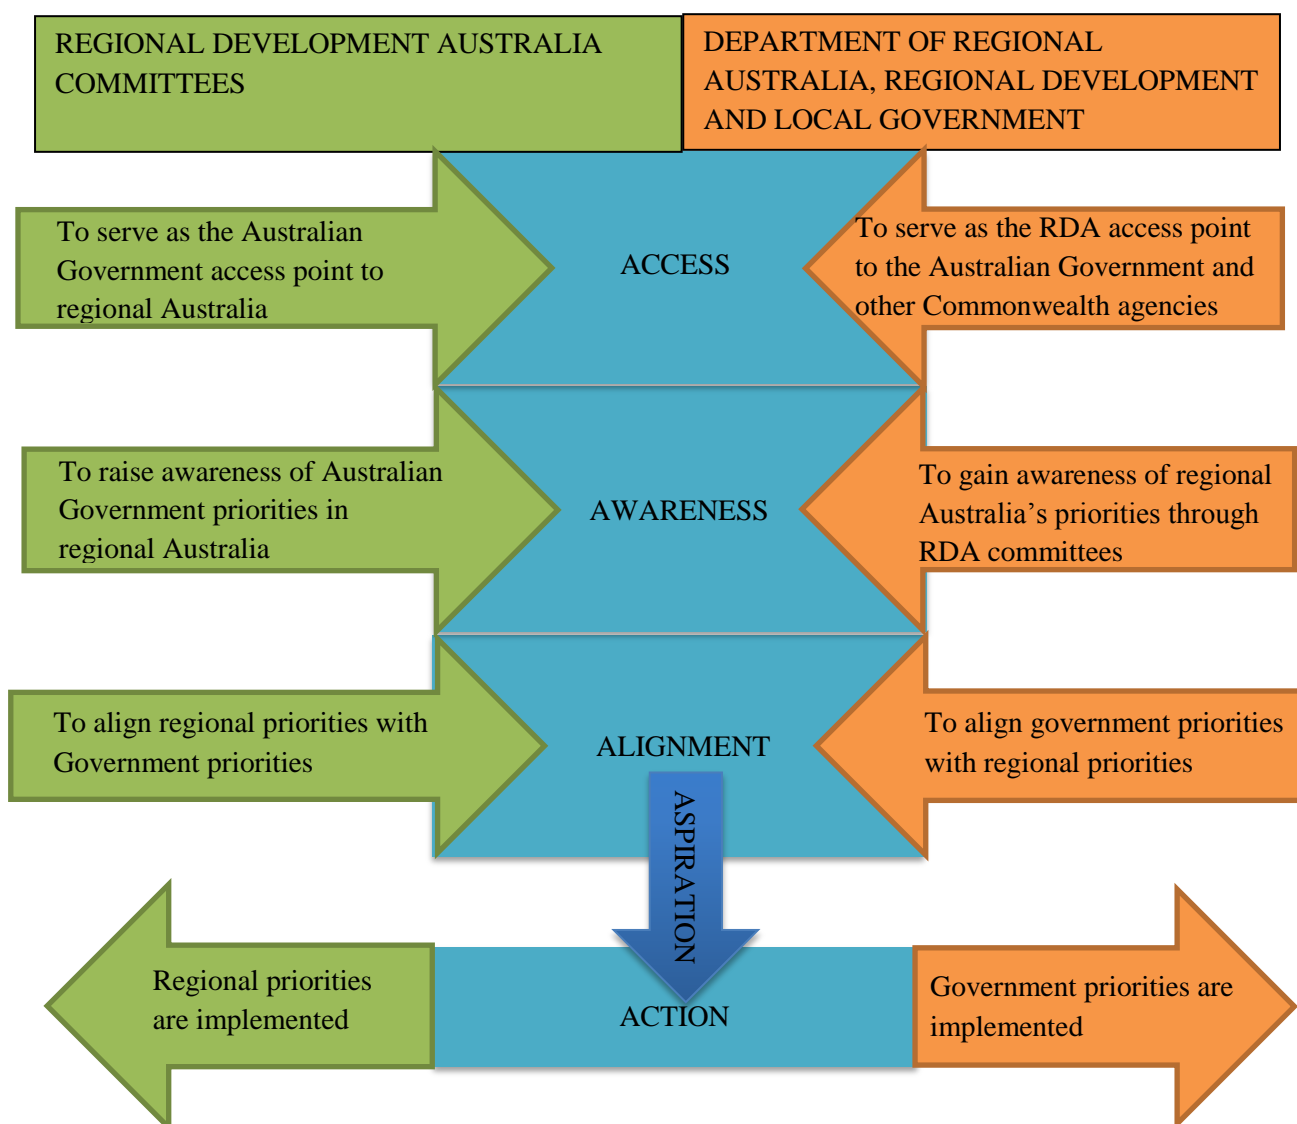 REGIONAL DEVELOPMENT AUSTRALIA
COMMITTEES
DEPARTMENT OF REGIONAL
AUSTRALIA, REGIONAL DEVELOPMENT
AND LOCAL GOVERNMENT
To serve as the Australian
Government access point to
regional Australia
ACCESS
To serve as the RDA access point
to the Australian Government and
other Commonwealth agencies
To raise awareness of Australian
Government priorities in
regional Australia
AWARENESS
To gain awareness of regional
Australia’s priorities through
RDA committees
To align regional priorities with
Government priorities
ALIGNMENT
To align government priorities
with regional priorities
ASPIRATION
Regional priorities
are implemented
ACTION
Government priorities are
implemented